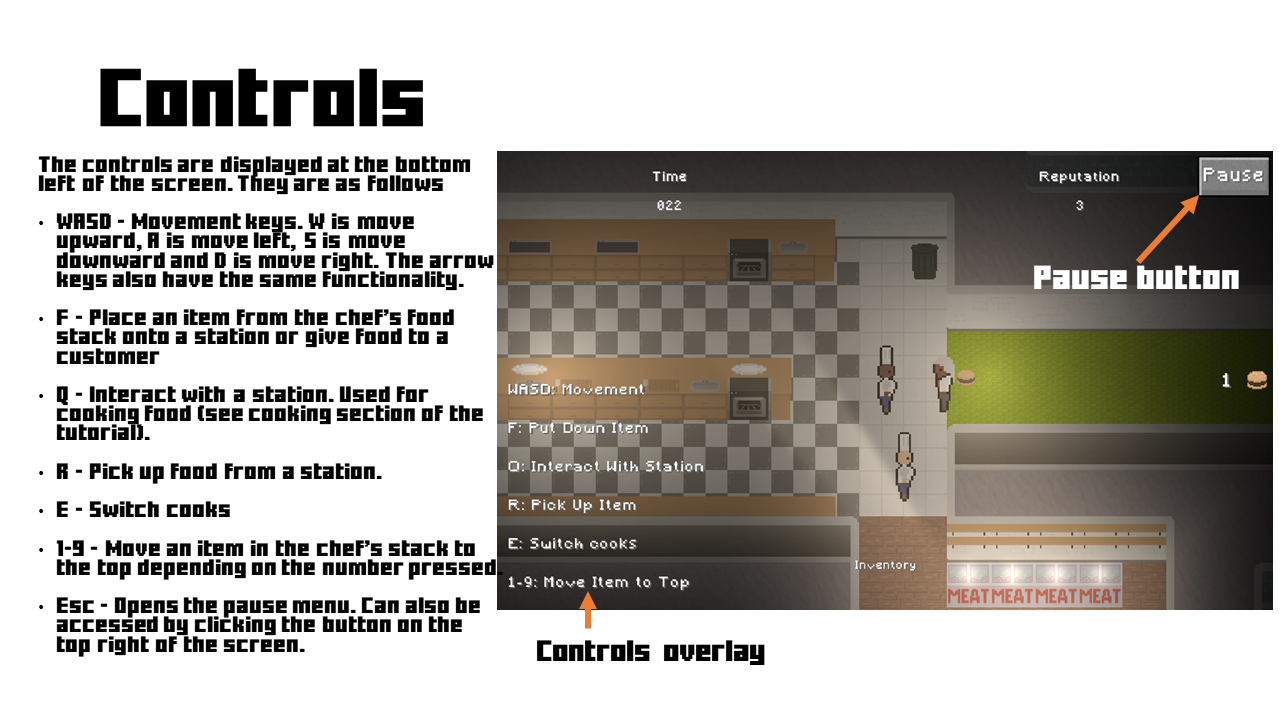 Controls
The controls are displayed at the bottom
left of the screen. They are as follows
• WASD - Movement keys. W is move
upward, A is move left, S is move
downward and D is move right. The arrow
keys also have the same functionality.
• F - Place an item from the chef's food
stack onto a station or give food to a
customer
• Q - Interact with a station. Used for
cooking food (see cooking section of the
tutorial).
• R - Pick up food from a station.
• E - Switch cooks
• 1-9 - Move an item in the chef's stack to
the top depending on the number pressed.
• Esc - Opens the pause menu. Can also be
accessed by clicking the button on the
top right of the screen.
Time
022
Reputation
3
Pause
Pause button
1
WASD: Movement
F: Put Down Item
Q: Interact With Station
R: Pick Up Item
E: Switch cooks
1-9: Move Item to Top
Inventory
MEAT MEAT MEAT MEAT
Controls overlay